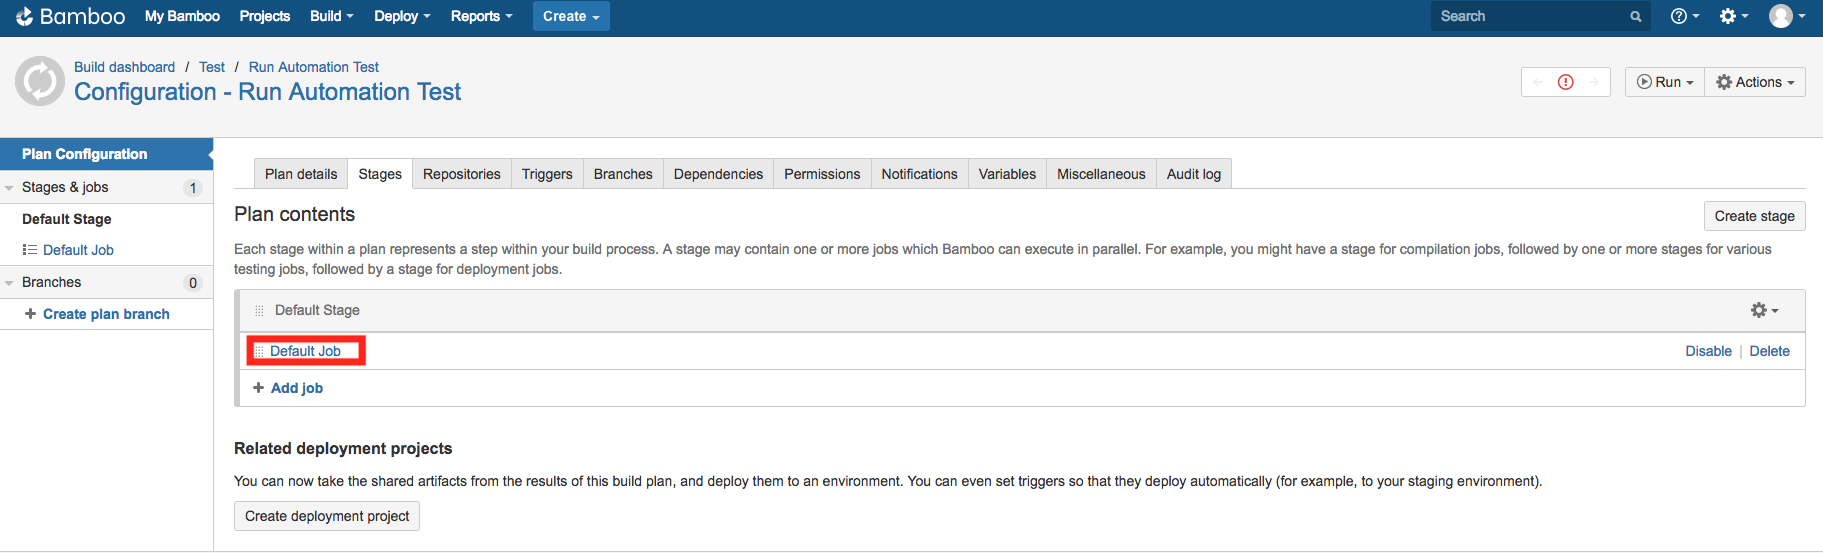 Bamboo My Bamboo Projects Build Deploy Reports Create Search
Build dashboard / Test / Run Automation Test
Configuration - Run Automation Test
Run Actions
Plan Configuration
Stages & jobs 1
Default Stage
Default Job
Branches 0
Create plan branch
Plan details Stages Repositories Triggers Branches Dependencies Permissions Notifications Variables Miscellaneous Audit log
Plan contents
Create stage
Each stage within a plan represents a step within your build process. A stage may contain one or more jobs which Bamboo can execute in parallel. For example, you might have a stage for compilation jobs, followed by one or more stages for various
testing jobs, followed by a stage for deployment jobs.
Default Stage
Default Job Disable | Delete
Add job
Related deployment projects
You can now take the shared artifacts from the results of this build plan, and deploy them to an environment. You can even set triggers so that they deploy automatically (for example, to your staging environment).
Create deployment project